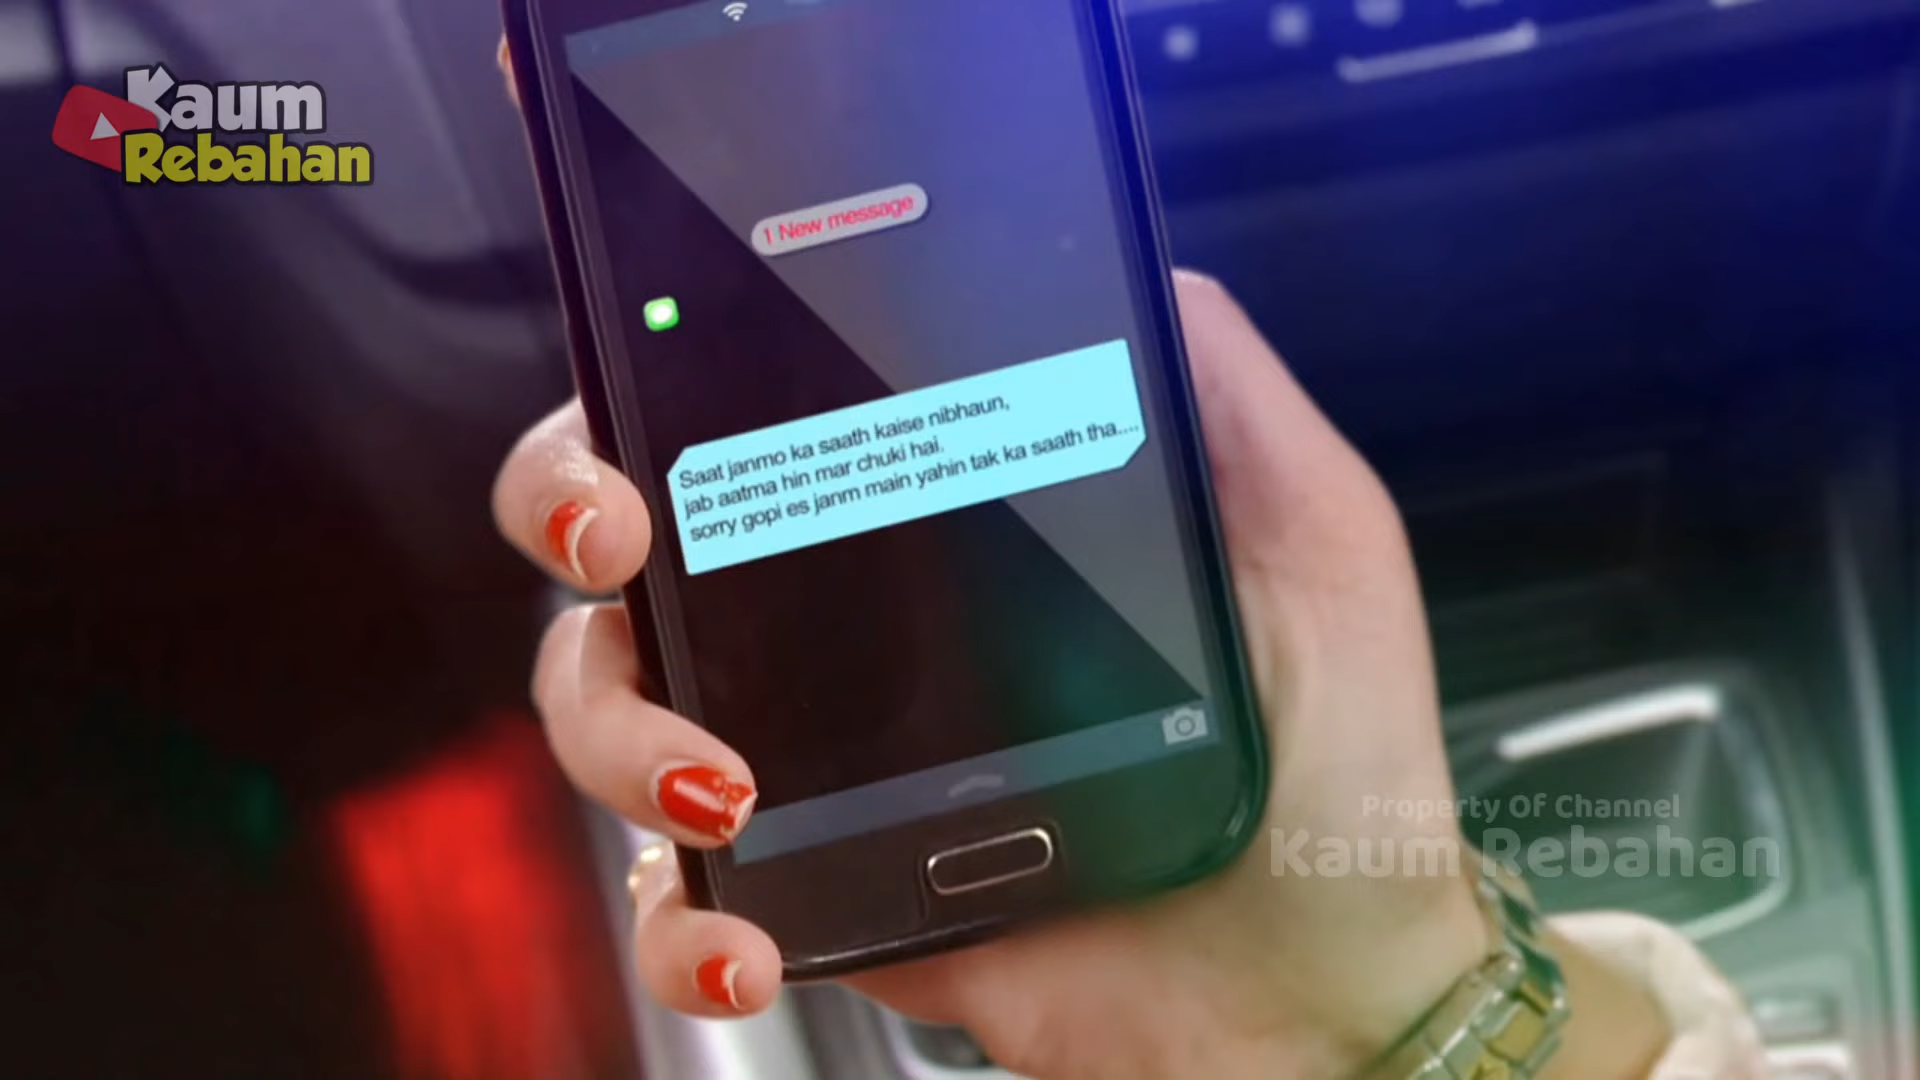 Kaum
Rebahan
1 New message
Saat janmo ka saath kaise nibhaun,
jab aatma hin mar chuki hai.
sorry gopi es janm main yahin tak ka saath tha....
Property Of Channel
Kaum Rebahan